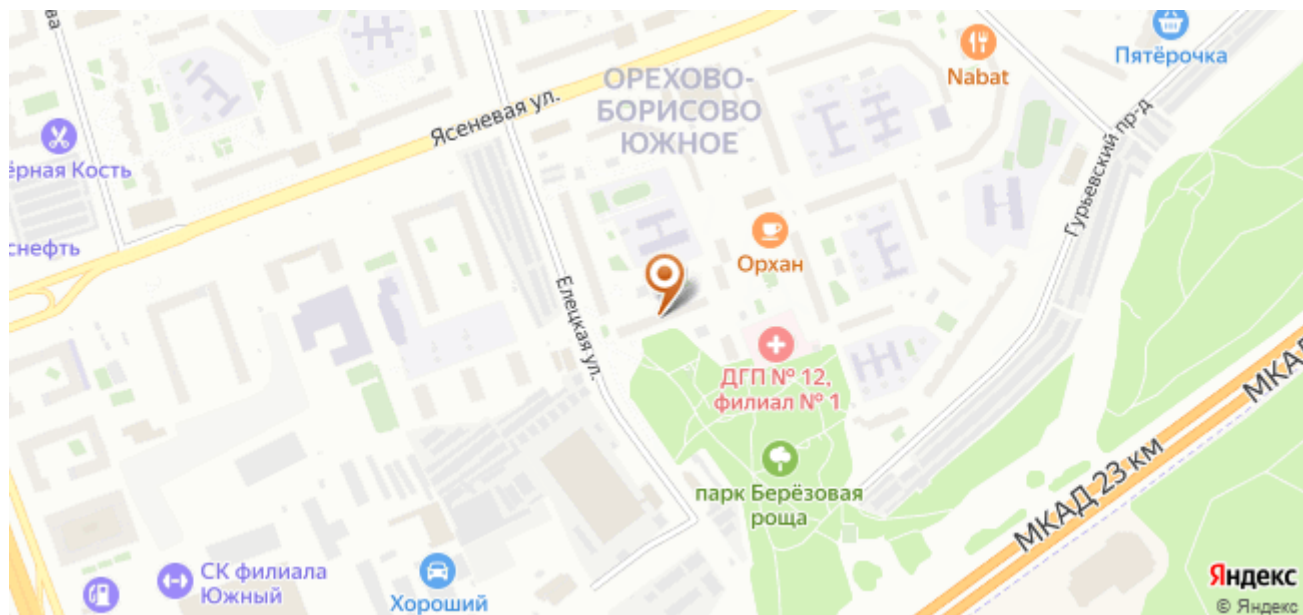 ва
Пятёрочка
Nabat
ОРЕХОВО-
БОРИСОВО
ЮЖНОЕ
Ясеневая ул.
Гурьевский пр-д
ёрная Кость
снефть
Орхан
Елецкая ул.
ДГП № 12,
филиал № 1
МКАД
МКАД 23 км
парк Берёзовая
роща
СК филиала
Южный
Хороший
Яндекс
© Яндекс